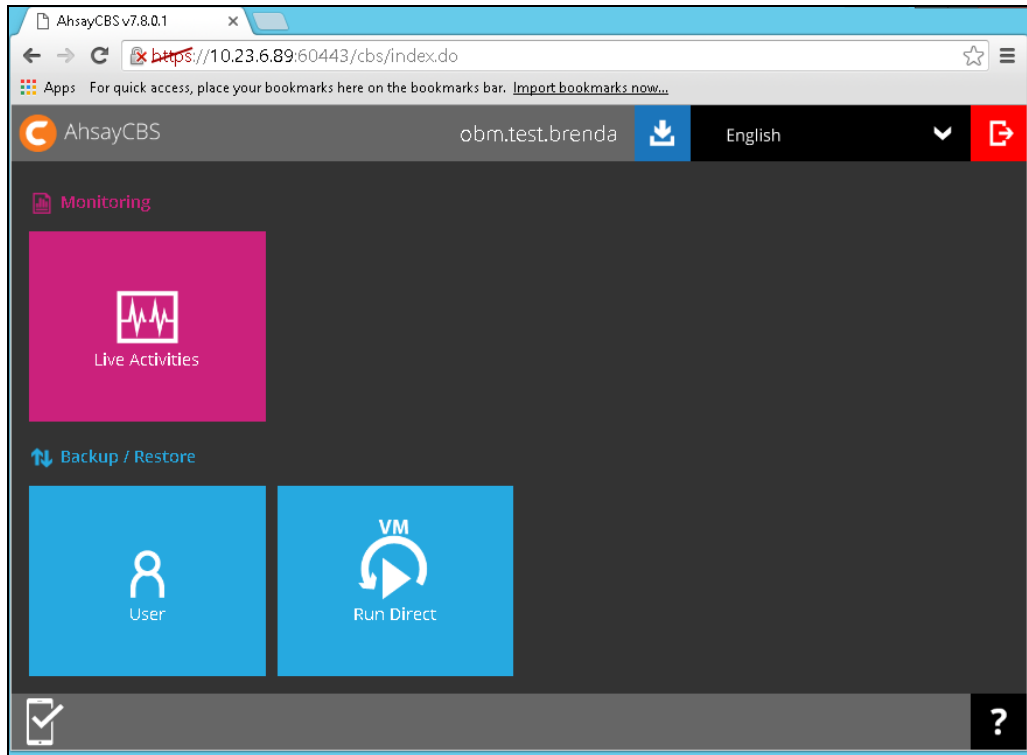 AhsayCBS v7.8.0.1
https://10.23.6.89:60443/cbs/index.do
Apps For quick access, place your bookmarks here on the bookmarks bar. Import bookmarks now...
AhsayCBS obm.test.brenda English
Monitoring
Live Activities
Backup / Restore
VM
User Run Direct
?